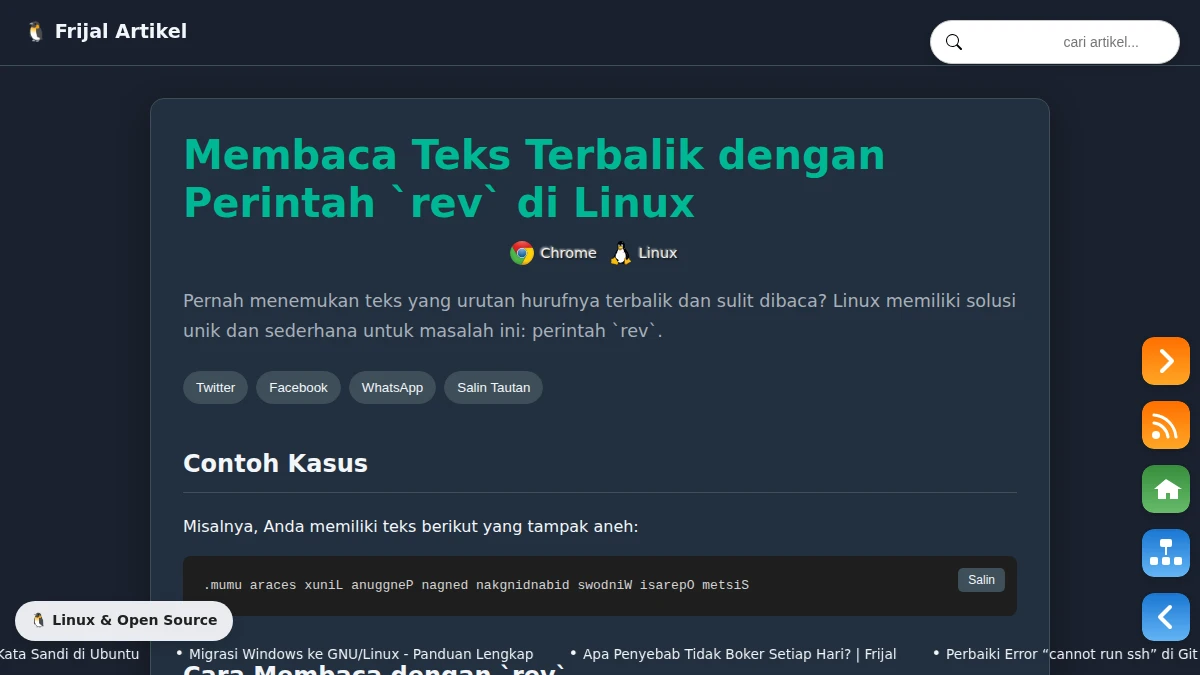 Frijal Artikel
cari artikel...
Membaca Teks Terbalik dengan
Perintah `rev` di Linux
Chrome Linux
Pernah menemukan teks yang urutan hurufnya terbalik dan sulit dibaca? Linux memiliki solusi
unik dan sederhana untuk masalah ini: perintah `rev`.
Twitter Facebook WhatsApp Salin Tautan
Contoh Kasus
Misalnya, Anda memiliki teks berikut yang tampak aneh:
.mumu araces xuniL anuggneP nagned nakgnidnabid swodniW isarepO metsiS
Salin
Linux & Open Source
Kata Sandi di Ubuntu • Migrasi Windows ke GNU/Linux - Panduan Lengkap • Apa Penyebab Tidak Boker Setiap Hari? | Frijal • Perbaiki Error “cannot run ssh” di Git
Cara Membaca dengan `rev`